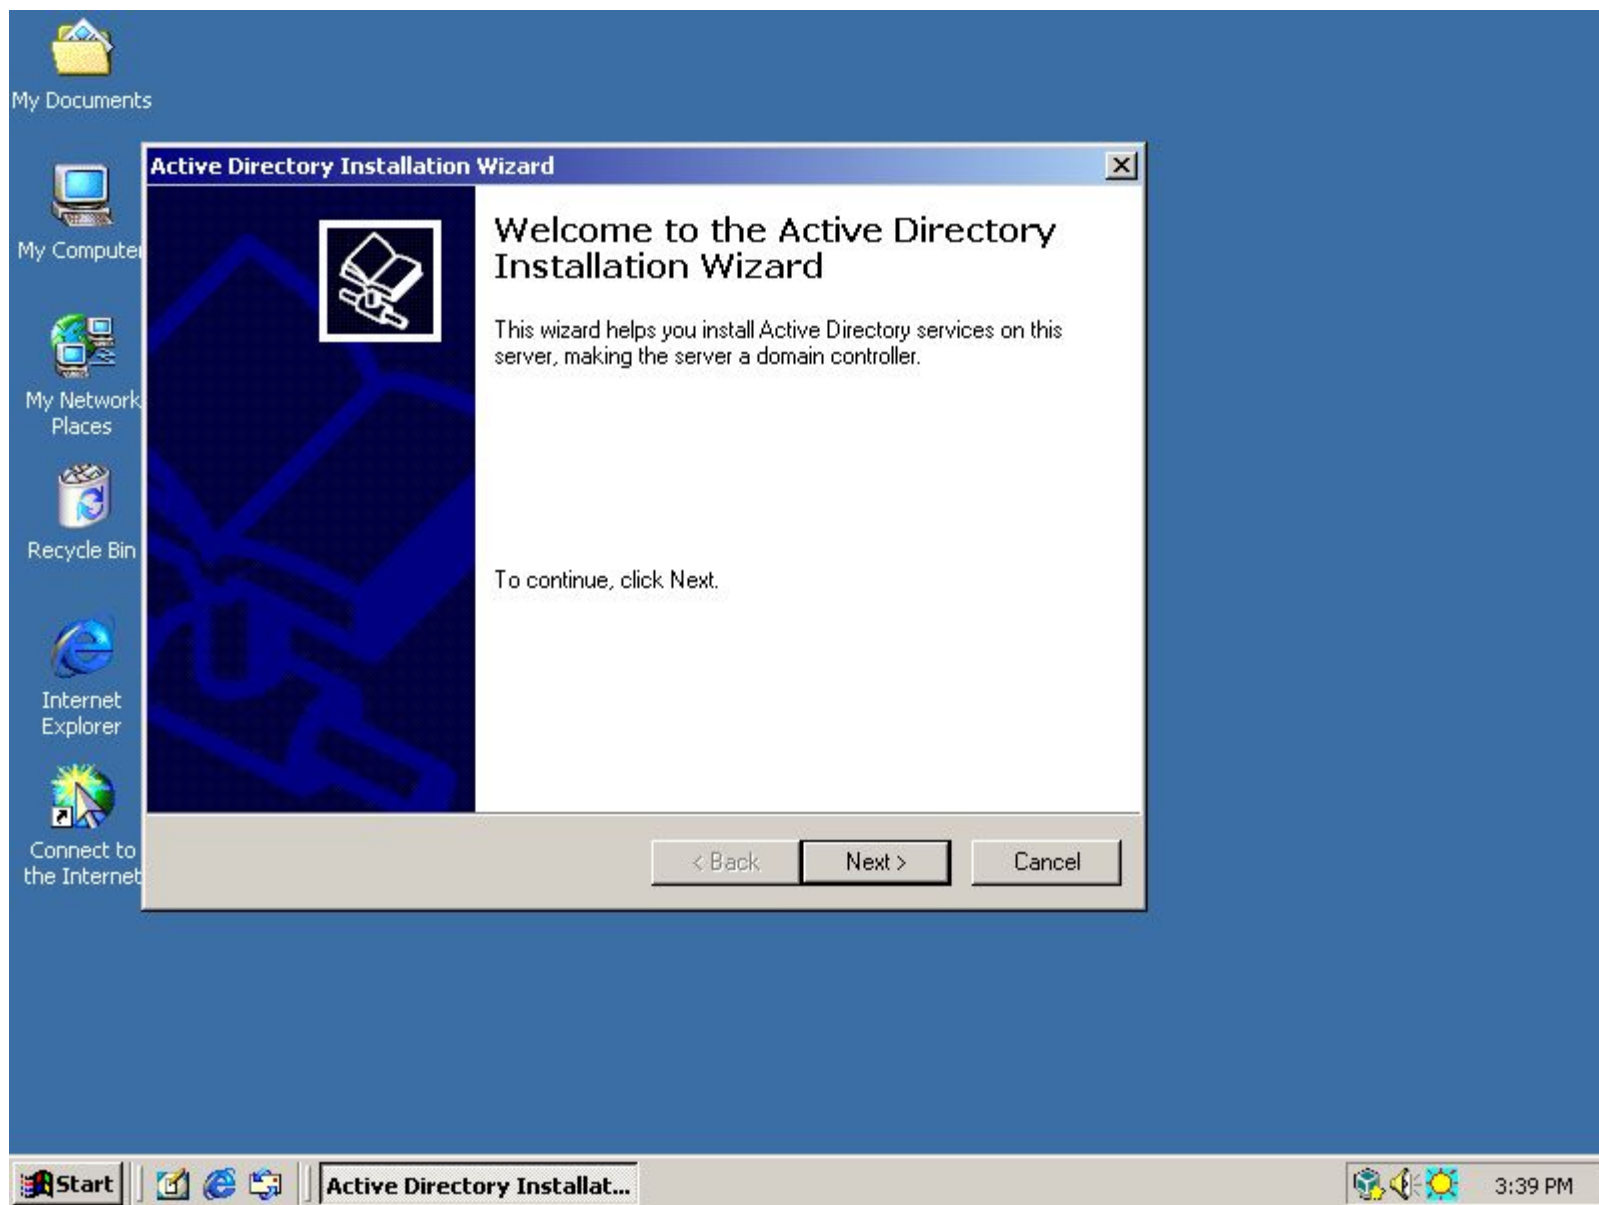 My Documents
My Computer
My Network
Places
Recycle Bin
Internet
Explorer
Connect to
the Internet
Active Directory Installation Wizard
Welcome to the Active Directory
Installation Wizard
This wizard helps you install Active Directory services on this
server, making the server a domain controller.
To continue, click Next.
< Back
Next >
Cancel
Start
Active Direct­ory Installat...
3:39 PM